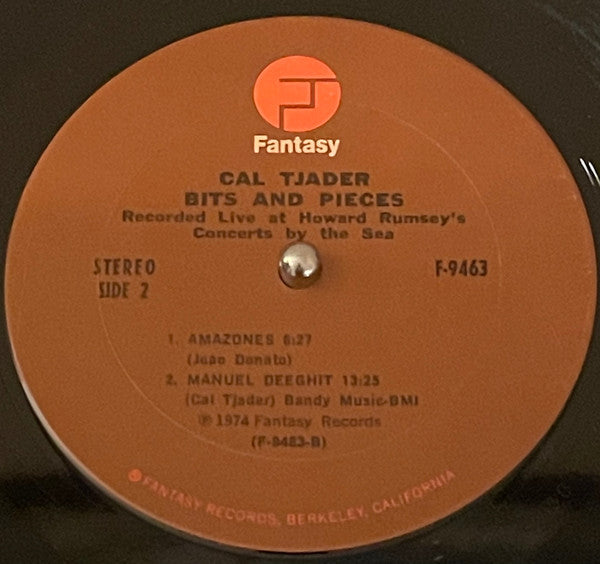 Fantasy
CAL TJADER
BITS AND PIECES
Recorded Live at Howard Rumsey's
Concerts by the Sea
STEREO
SIDE 2
F-9463
1. AMAZONES 6:27
(Joao Donato)
2. MANUEL DEEGHIT 13:25
(Cal Tjader) Bandy Music-BMI
℗ 1974 Fantasy Records
(F-9463-B)
FANTASY RECORDS, BERKELEY, CALIFORNIA